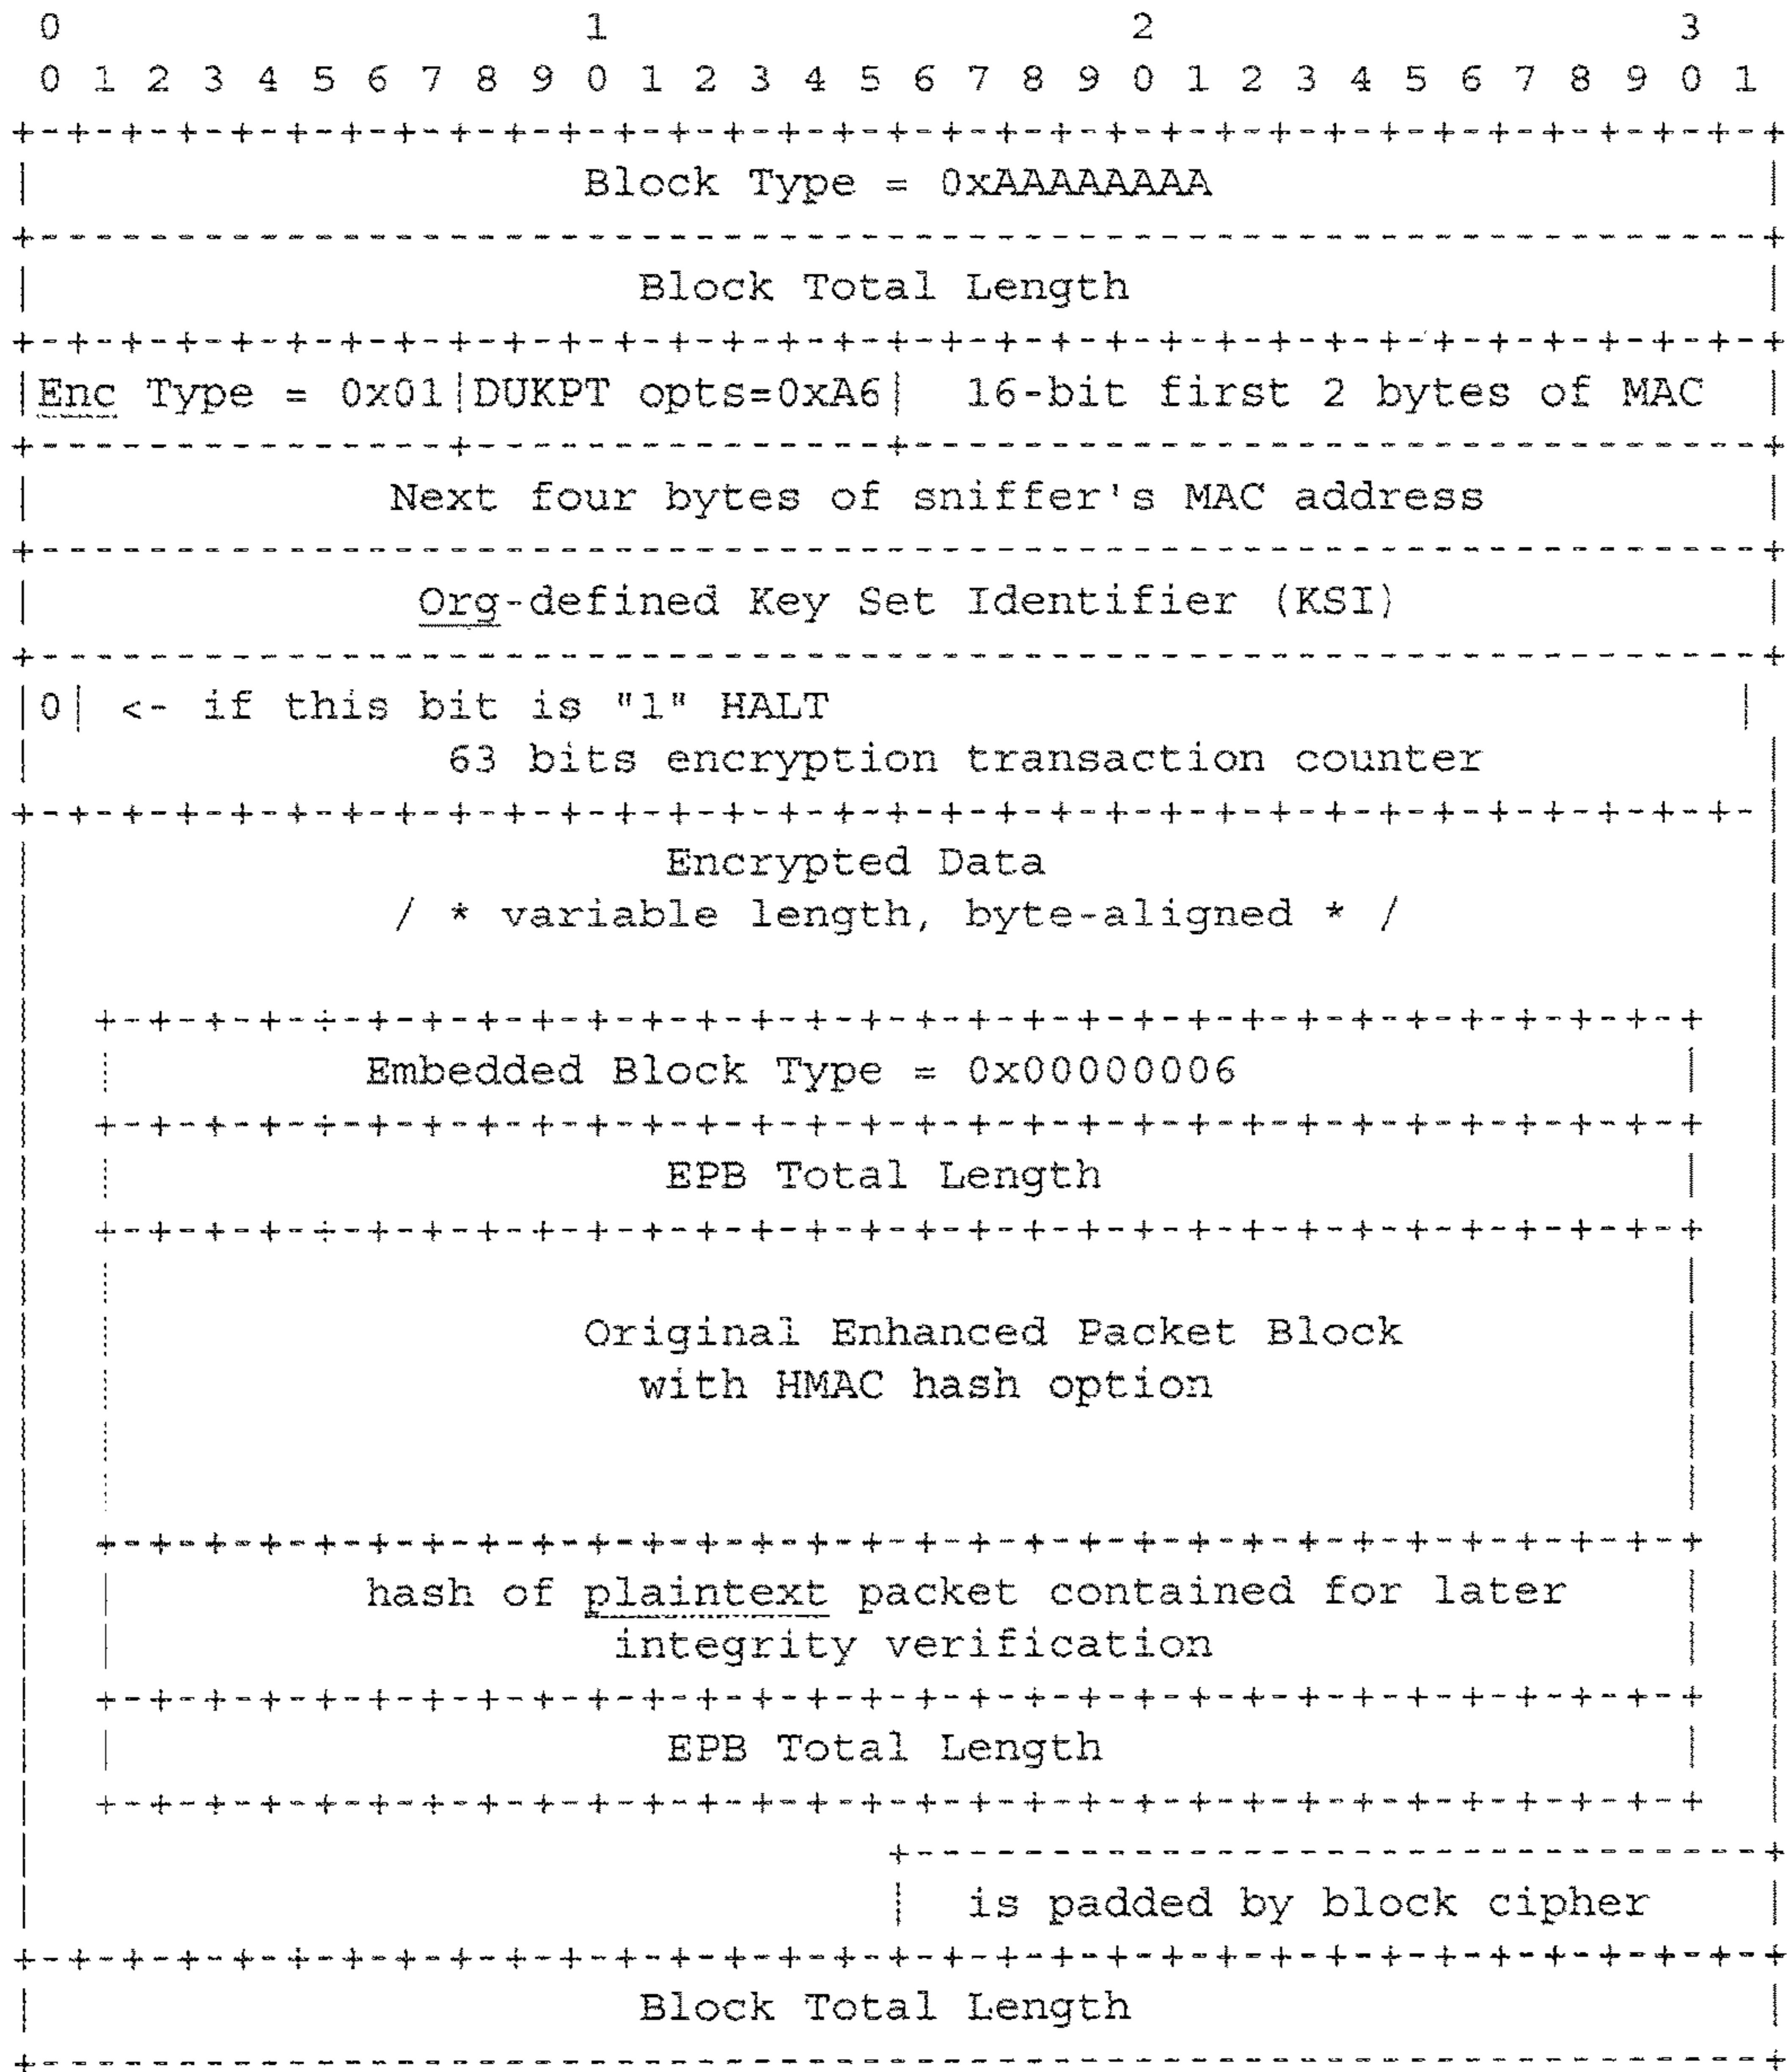 0 1 2 3
0 1 2 3 4 5 6 7 8 9 0 1 2 3 4 5 6 7 8 9 0 1 2 3 4 5 6 7 8 9 0 1
+-+-+-+-+-+-+-+-+-+-+-+-+-+-+-+-+-+-+-+-+-+-+-+-+-+-+-+-+-+-+-+-+
| Block Type = 0xAAAAAAAA |
+---------------------------------------------------------------+
| Block Total Length |
+-+-+-+-+-+-+-+-+-+-+-+-+-+-+-+-+-+-+-+-+-+-+-+-+-+-+-+-+-+-+-+-+
|Enc Type = 0x01|DUKPT opts=0xA6| 16-bit first 2 bytes of MAC |
+---------------+---------------+-------------------------------+
| Next four bytes of sniffer's MAC address |
+---------------------------------------------------------------+
| Org-defined Key Set Identifier (KSI) |
+---------------------------------------------------------------+
|0| <- if this bit is "1" HALT |
| 63 bits encryption transaction counter |
+-+-+-+-+-+-+-+-+-+-+-+-+-+-+-+-+-+-+-+-+-+-+-+-+-+-+-+-+-+-+-+-|
| Encrypted Data |
| / * variable length, byte-aligned * / |
| |
| +-+-+-+-+-+-+-+-+-+-+-+-+-+-+-+-+-+-+-+-+-+-+-+-+-+-+-+-+-+ |
| | Embedded Block Type = 0x00000006 | |
| +-+-+-+-+-+-+-+-+-+-+-+-+-+-+-+-+-+-+-+-+-+-+-+-+-+-+-+-+-+ |
| | EPB Total Length | |
| +-+-+-+-+-+-+-+-+-+-+-+-+-+-+-+-+-+-+-+-+-+-+-+-+-+-+-+-+-+ |
| | | |
| | Original Enhanced Packet Block | |
| | with HMAC hash option | |
| | | |
| | | |
| +-+-+-+-+-+-+-+-+-+-+-+-+-+-+-+-+-+-+-+-+-+-+-+-+-+-+-+-+-+ |
| | hash of plaintext packet contained for later | |
| | integrity verification | |
| +-+-+-+-+-+-+-+-+-+-+-+-+-+-+-+-+-+-+-+-+-+-+-+-+-+-+-+-+-+ |
| | EPB Total Length | |
| +-+-+-+-+-+-+-+-+-+-+-+-+-+-+-+-+-+-+-+-+-+-+-+-+-+-+-+-+-+ |
| +-------------------------------+
| | is padded by block cipher |
+-+-+-+-+-+-+-+-+-+-+-+-+-+-+-+-+-+-+-+-+-+-+-+-+-+-+-+-+-+-+-+-+
| Block Total Length |
+---------------------------------------------------------------+